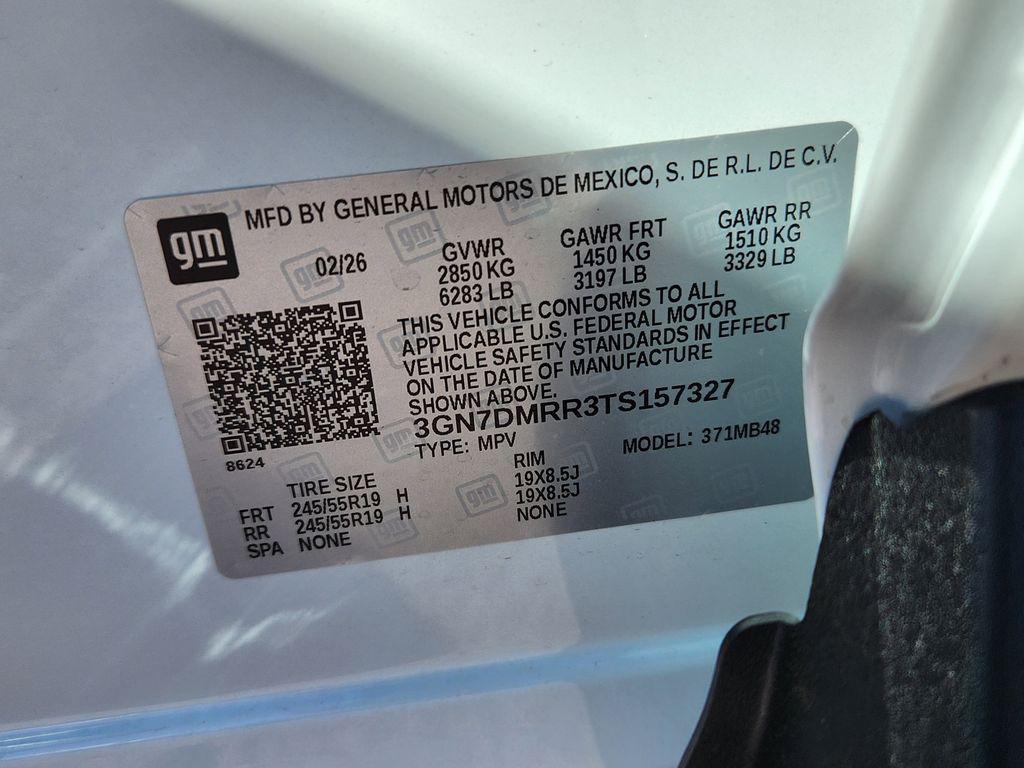 gm
MFD BY GENERAL MOTORS DE MEXICO, S. DE R.L. DE C.V.
02/26
GVWR GAWR FRT GAWR RR
2850 KG 1450 KG 1510 KG
6283 LB 3197 LB 3329 LB
THIS VEHICLE CONFORMS TO ALL
APPLICABLE U.S. FEDERAL MOTOR
VEHICLE SAFETY STANDARDS IN EFFECT
ON THE DATE OF MANUFACTURE
SHOWN ABOVE.
3GN7DMRR3TS157327
TYPE: MPV MODEL: 371MB48
8624
TIRE SIZE RIM
FRT 245/55R19 H 19X8.5J
RR 245/55R19 H 19X8.5J
SPA NONE NONE